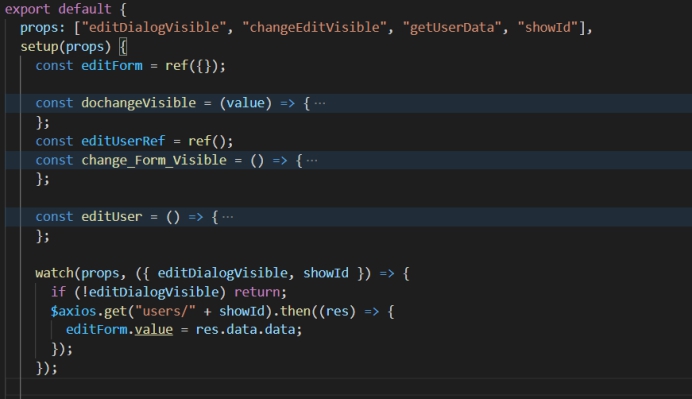 export default {
props: ["editDialogVisible", "changeEditVisible", "getUserData", "showId"],
setup(props) {
const editForm = ref({});
const dochangeVisible = (value) => { ···
};
const editUserRef = ref();
const change_Form_Visible = () => { ···
};
const editUser = () => { ···
};
watch(props, ({ editDialogVisible, showId }) => {
if (!editDialogVisible) return;
$axios.get("users/" + showId).then((res) => {
editForm.value = res.data.data;
});
});